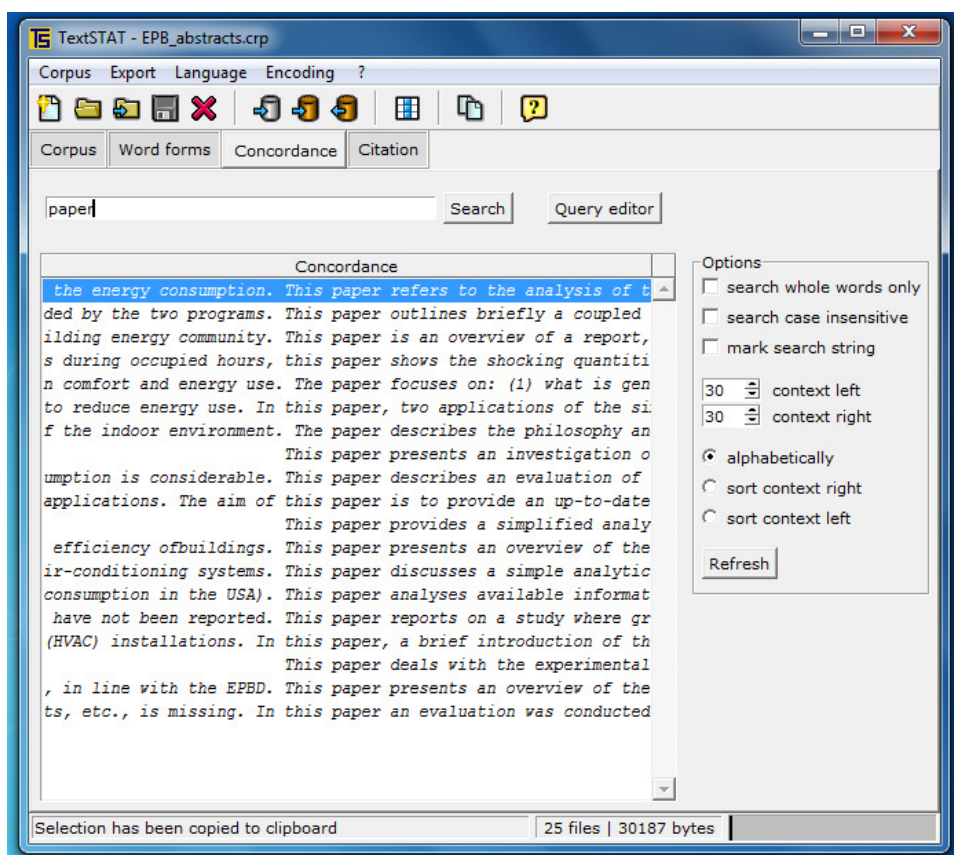 TextSTAT - EPB_abstracts.crp
Corpus Export Language Encoding ?
Corpus Word forms Concordance Citation
paper Search Query editor
Concordance
the energy consumption. This paper refers to the analysis of t
ded by the two programs. This paper outlines briefly a coupled
ilding energy community. This paper is an overview of a report,
s during occupied hours, this paper shows the shocking quantiti
n comfort and energy use. The paper focuses on: (1) what is gen
to reduce energy use. In this paper, two applications of the si
f the indoor environment. The paper describes the philosophy an
This paper presents an investigation o
umption is considerable. This paper describes an evaluation of
applications. The aim of this paper is to provide an up-to-date
This paper provides a simplified analy
efficiency ofbuildings. This paper presents an overview of the
ir-conditioning systems. This paper discusses a simple analytic
consumption in the USA). This paper analyses available informat
have not been reported. This paper reports on a study where gr
(HVAC) installations. In this paper, a brief introduction of th
This paper deals with the experimental
, in line with the EPBD. This paper presents an overview of the
ts, etc., is missing. In this paper an evaluation was conducted
Options
search whole words only
search case insensitive
mark search string
30 context left
30 context right
alphabetically
sort context right
sort context left
Refresh
Selection has been copied to clipboard 25 files | 30187 bytes